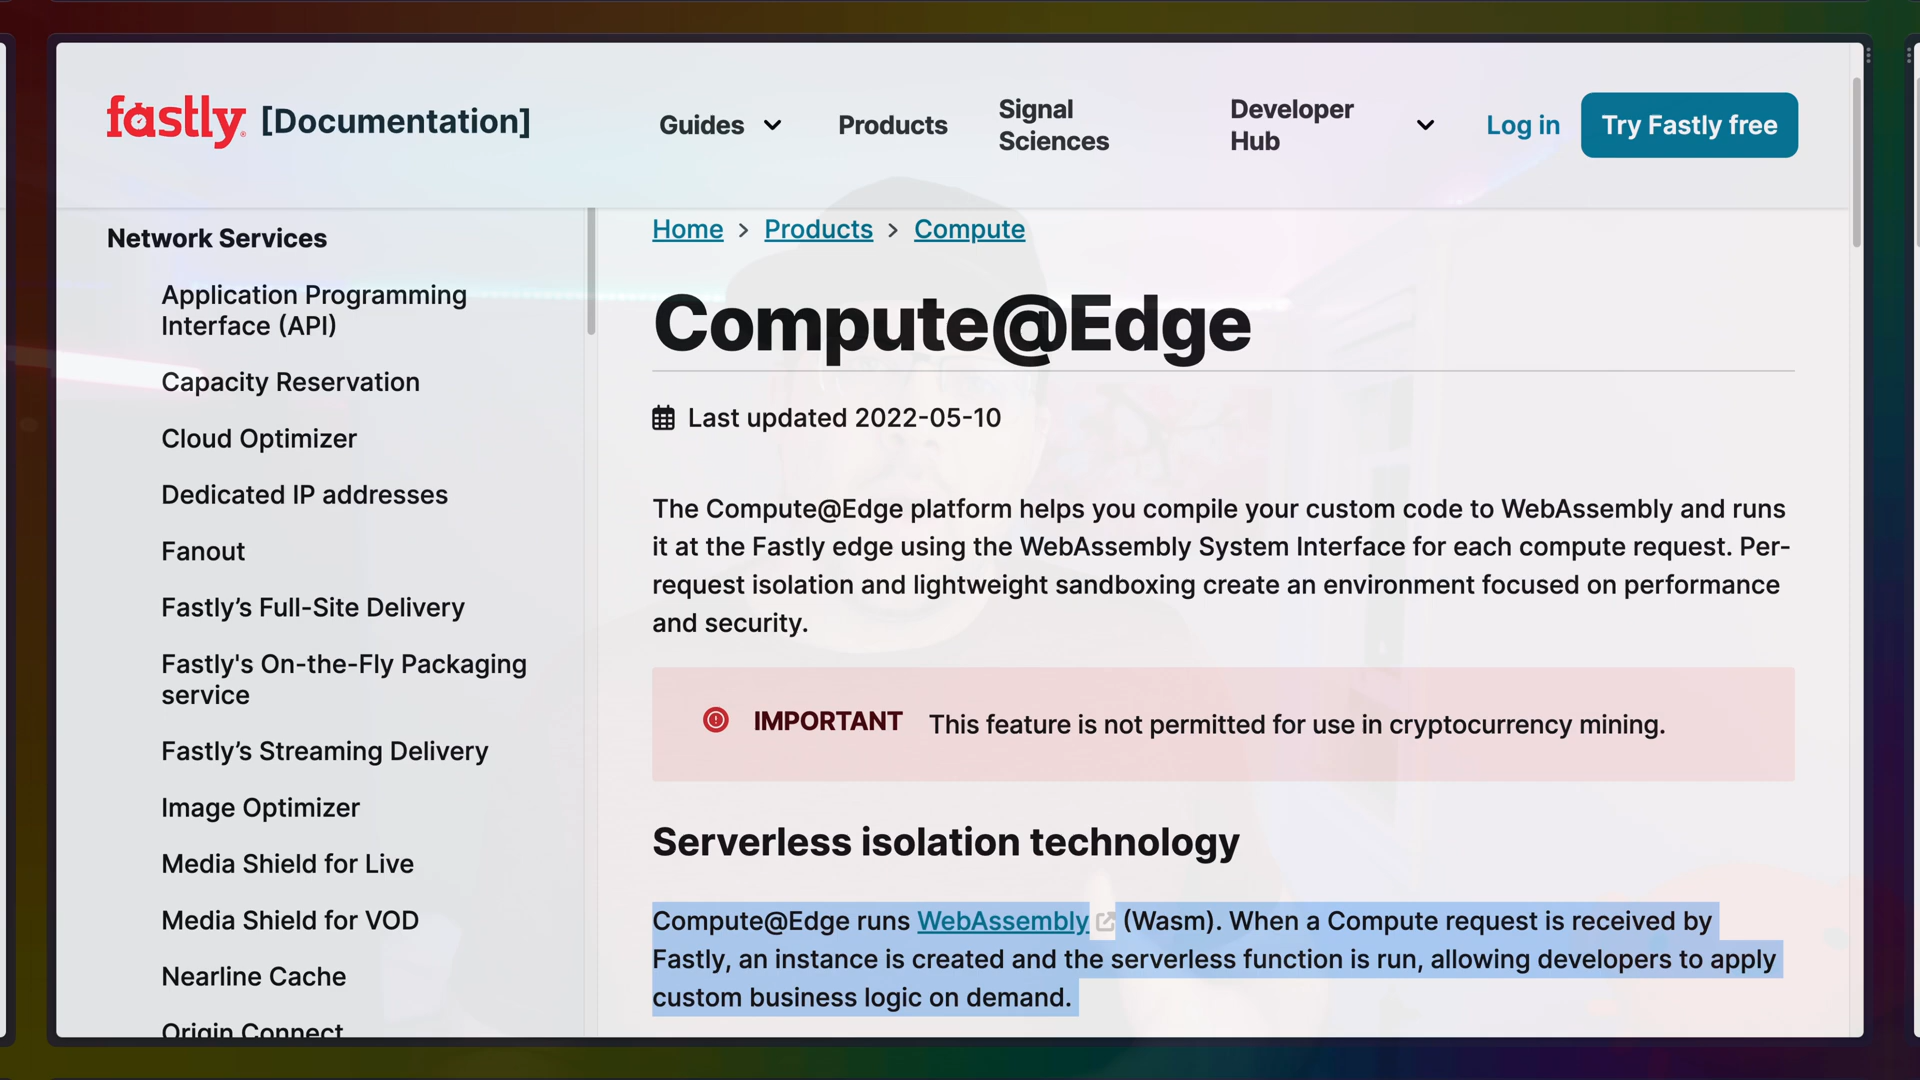 fastly [Documentation]
Guides
Products
Signal
Sciences
Developer
Hub
Log in
Try Fastly free
Network Services
Application Programming
Interface (API)
Capacity Reservation
Cloud Optimizer
Dedicated IP addresses
Fanout
Fastly’s Full-Site Delivery
Fastly's On-the-Fly Packaging
service
Fastly’s Streaming Delivery
Image Optimizer
Media Shield for Live
Media Shield for VOD
Nearline Cache
Origin Connect
Home > Products > Compute
Compute@Edge
Last updated 2022-05-10
The Compute@Edge platform helps you compile your custom code to WebAssembly and runs
it at the Fastly edge using the WebAssembly System Interface for each compute request. Per-
request isolation and lightweight sandboxing create an environment focused on performance
and security.
IMPORTANT This feature is not permitted for use in cryptocurrency mining.
Serverless isolation technology
Compute@Edge runs WebAssembly (Wasm). When a Compute request is received by
Fastly, an instance is created and the serverless function is run, allowing developers to apply
custom business logic on demand.